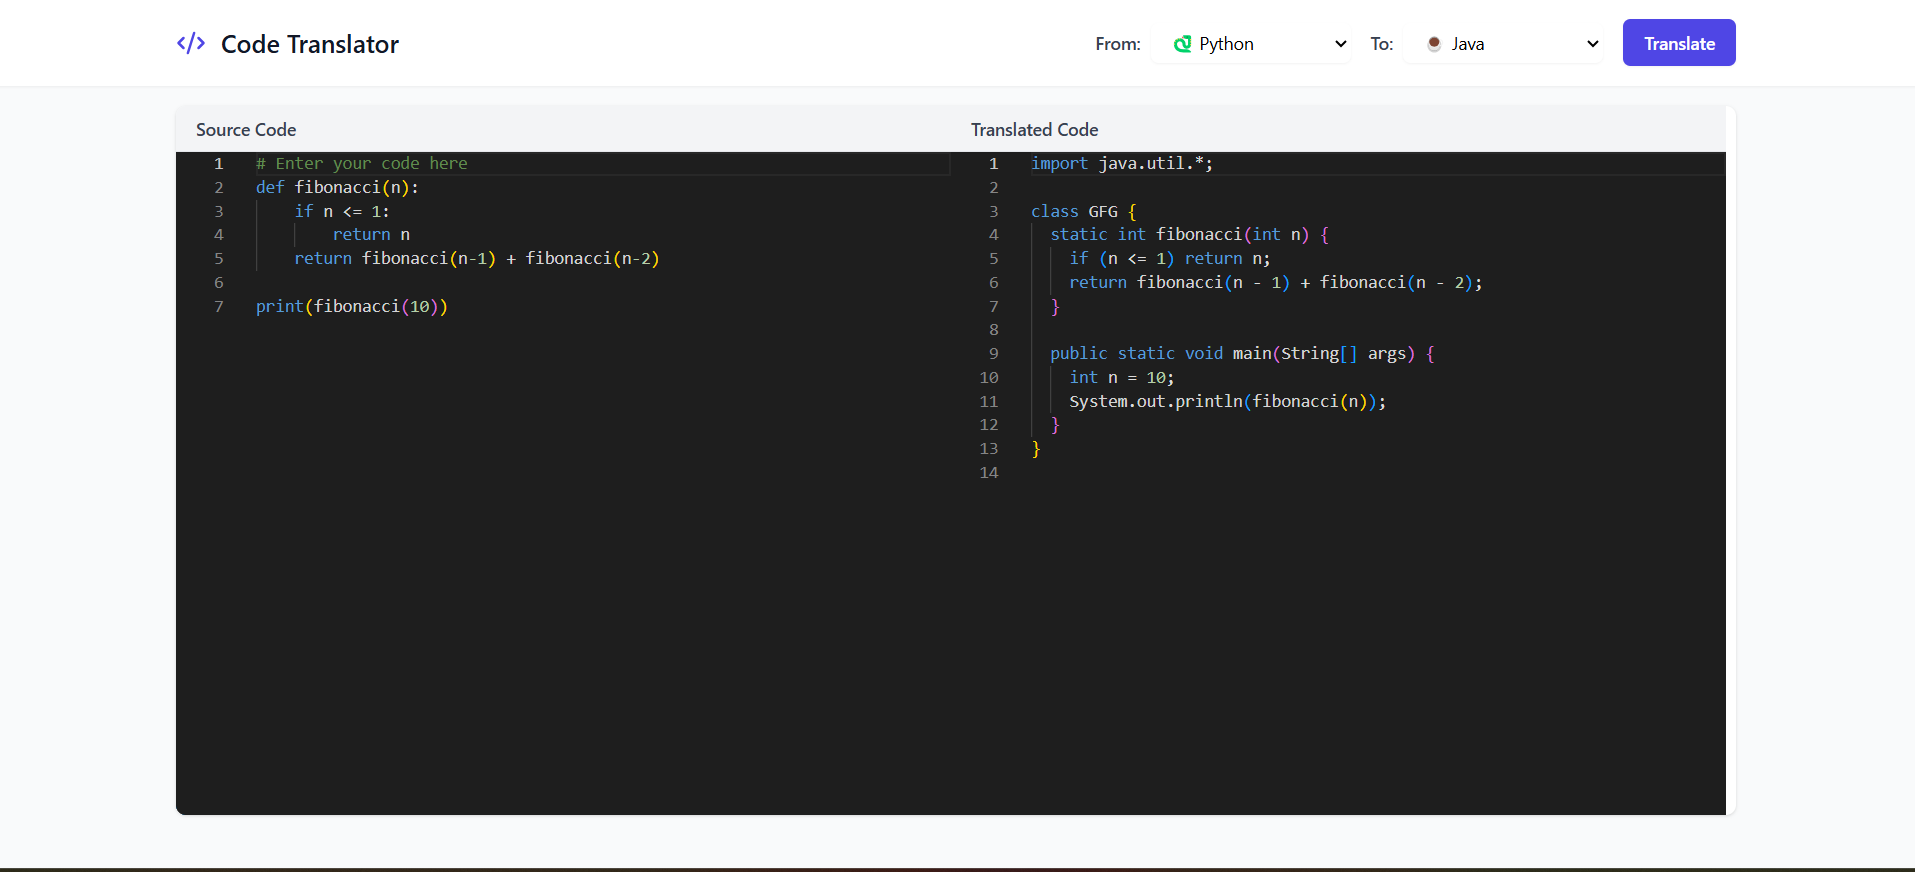 </> Code Translator
From: Python To: Java Translate
Source Code
1 # Enter your code here
2 def fibonacci(n):
3     if n <= 1:
4         return n
5     return fibonacci(n-1) + fibonacci(n-2)
6
7 print(fibonacci(10))
Translated Code
1 import java.util.*;
2
3 class GFG {
4   static int fibonacci(int n) {
5     if (n <= 1) return n;
6     return fibonacci(n - 1) + fibonacci(n - 2);
7   }
8
9   public static void main(String[] args) {
10     int n = 10;
11     System.out.println(fibonacci(n));
12   }
13 }
14